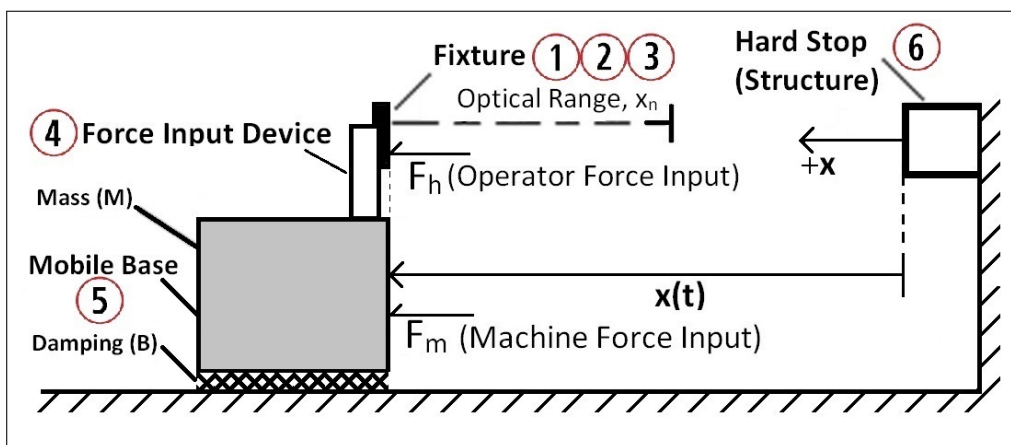 Fixture 1 2 3
Optical Range, xₙ
Hard Stop 6
(Structure)
4 Force Input Device
+x
Fₕ (Operator Force Input)
Mass (M)
Mobile Base
5
x(t)
Damping (B)
Fₘ (Machine Force Input)